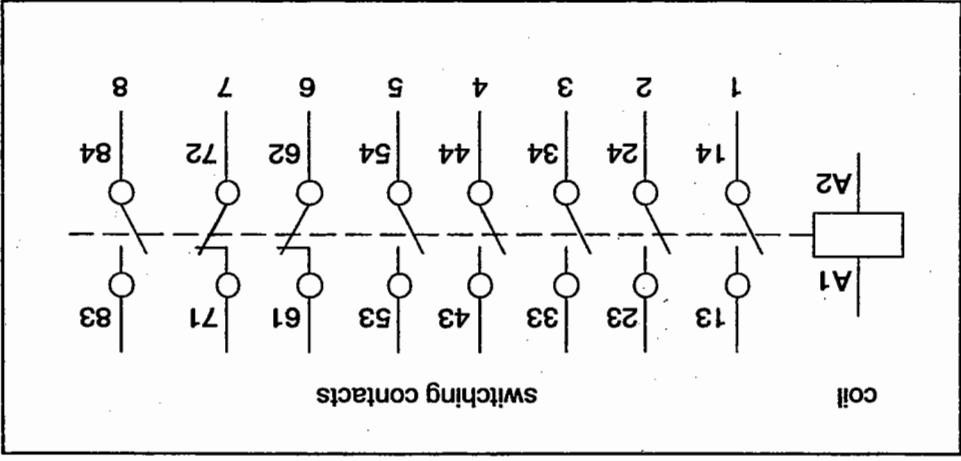 coil switching contacts
13 23 33 43 53 61 71 83
A1
A2
14 24 34 44 54 62 72 84
1 2 3 4 5 6 7 8